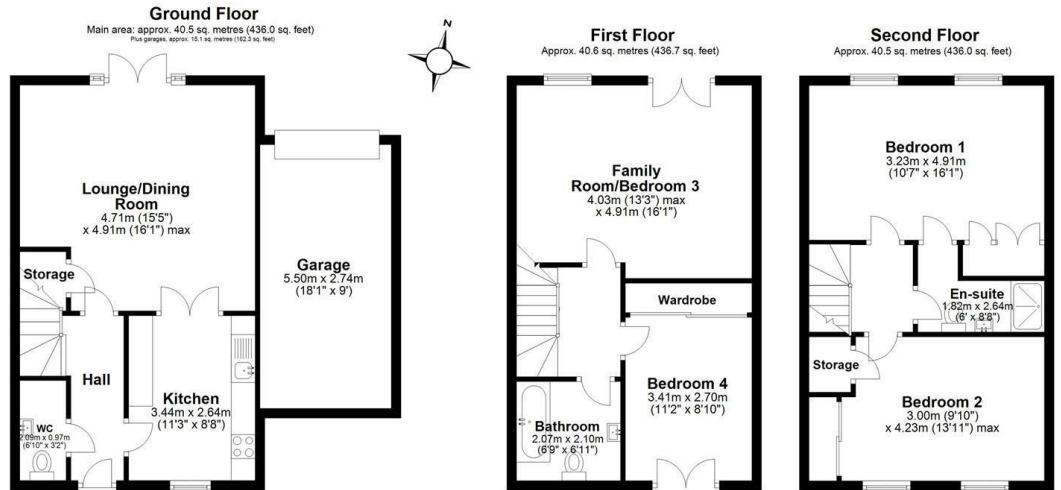 Ground Floor
Main area: approx. 40.5 sq. metres (436.0 sq. feet)
Plus garages, approx. 15.1 sq. metres (162.3 sq. feet)
N
First Floor
Approx. 40.6 sq. metres (436.7 sq. feet)
Second Floor
Approx. 40.5 sq. metres (436.0 sq. feet)
Lounge/Dining
Room
4.71m (15'5")
x 4.91m (16'1") max
Storage
Garage
5.50m x 2.74m
(18'1" x 9')
Hall
Kitchen
3.44m x 2.64m
(11'3" x 8'8")
WC
2.09m x 0.97m
(6'10" x 3'2")
Family
Room/Bedroom 3
4.03m (13'3") max
x 4.91m (16'1")
Wardrobe
Bedroom 4
3.41m x 2.70m
(11'2" x 8'10")
Bathroom
2.07m x 2.10m
(6'9" x 6'11")
Bedroom 1
3.23m x 4.91m
(10'7" x 16'1")
En-suite
1.82m x 2.64m
(6' x 8'8")
Storage
Bedroom 2
3.00m (9'10")
x 4.23m (13'11") max